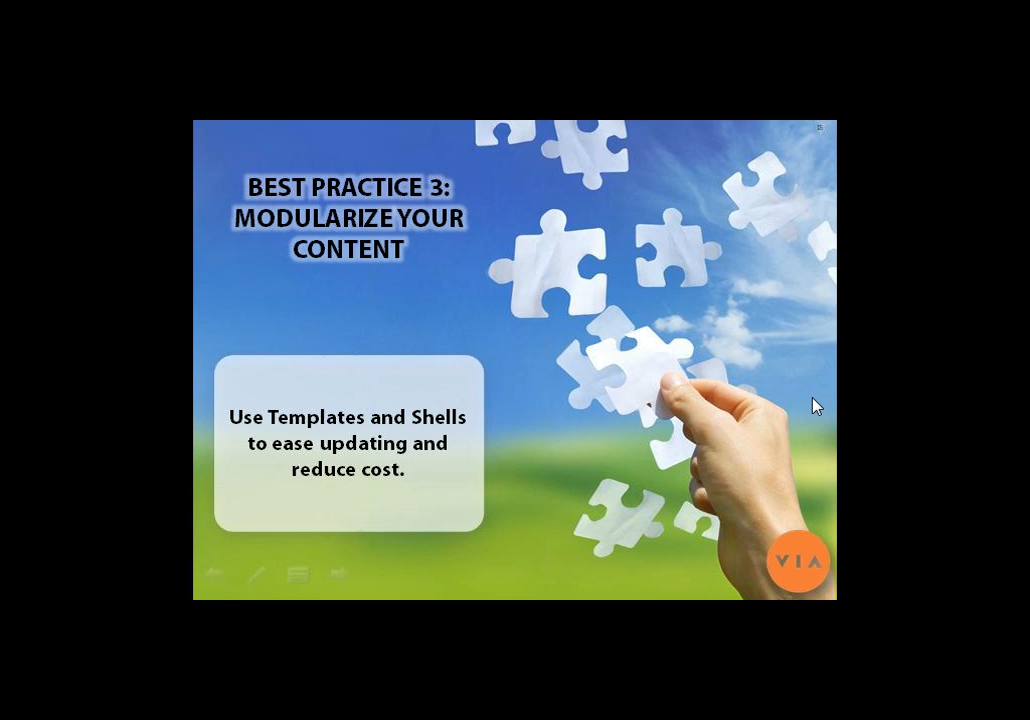 BEST PRACTICE 3:
MODULARIZE YOUR
CONTENT
Use Templates and Shells
to ease updating and
reduce cost.
VIA